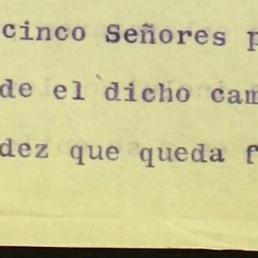 cinco Señores p
de el dicho cam
dez que queda f